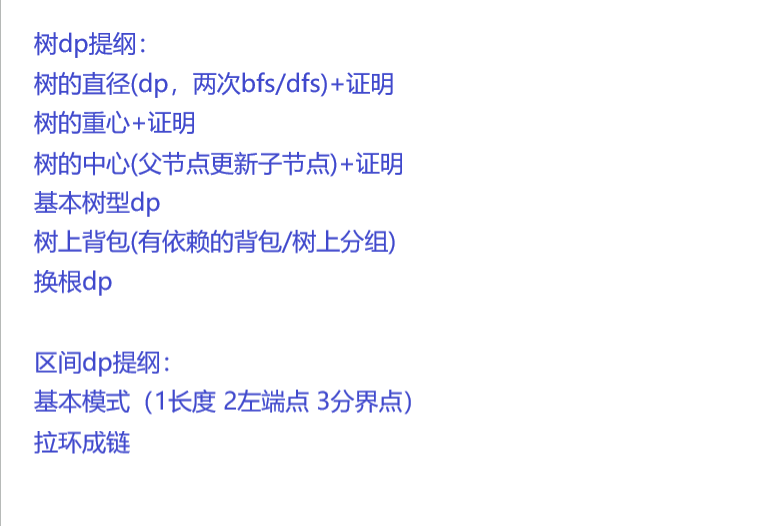 树dp提纲：
树的直径(dp，两次bfs/dfs)+证明
树的重心+证明
树的中心(父节点更新子节点)+证明
基本树型dp
树上背包(有依赖的背包/树上分组)
换根dp
区间dp提纲：
基本模式（1长度 2左端点 3分界点）
拉环成链